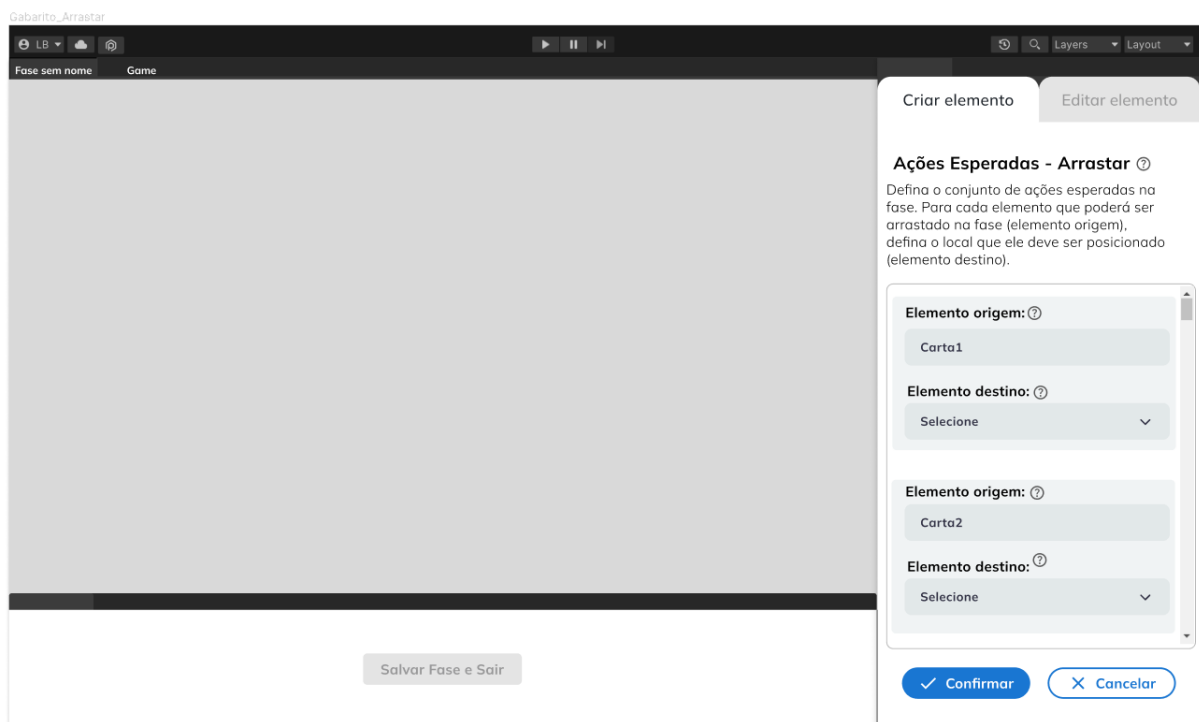 Gabarito_Arrastar
LB
Layers
Layout
Fase sem nome
Game
Criar elemento
Editar elemento
Ações Esperadas - Arrastar
Defina o conjunto de ações esperadas na
fase. Para cada elemento que poderá ser
arrastado na fase (elemento origem),
defina o local que ele deve ser posicionado
(elemento destino).
Elemento origem:
Carta1
Elemento destino:
Selecione
Elemento origem:
Carta2
Elemento destino:
Selecione
Salvar Fase e Sair
Confirmar
Cancelar